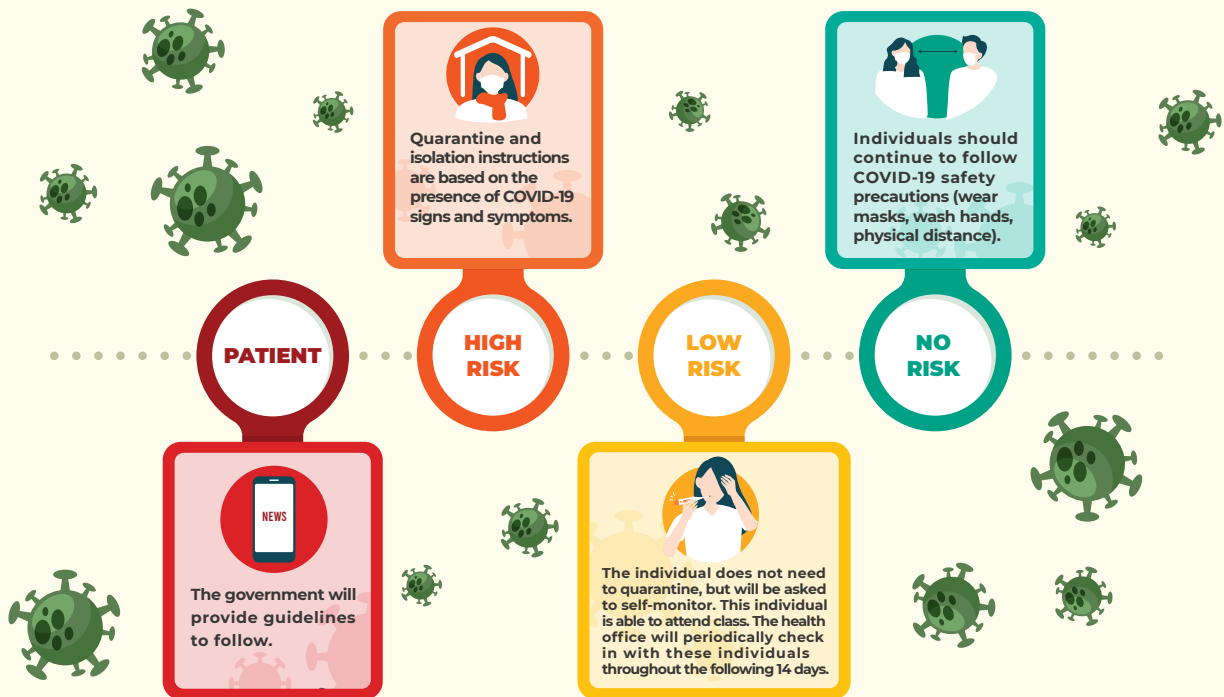 PATIENT
NEWS
The government will
provide guidelines
to follow.
HIGH
RISK
Quarantine and
isolation instructions
are based on the
presence of COVID-19
signs and symptoms.
LOW
RISK
The individual does not need
to quarantine, but will be asked
to self-monitor. This individual
is able to attend class. The health
office will periodically check
in with these individuals
throughout the following 14 days.
NO
RISK
Individuals should
continue to follow
COVID-19 safety
precautions (wear
masks, wash hands,
physical distance).